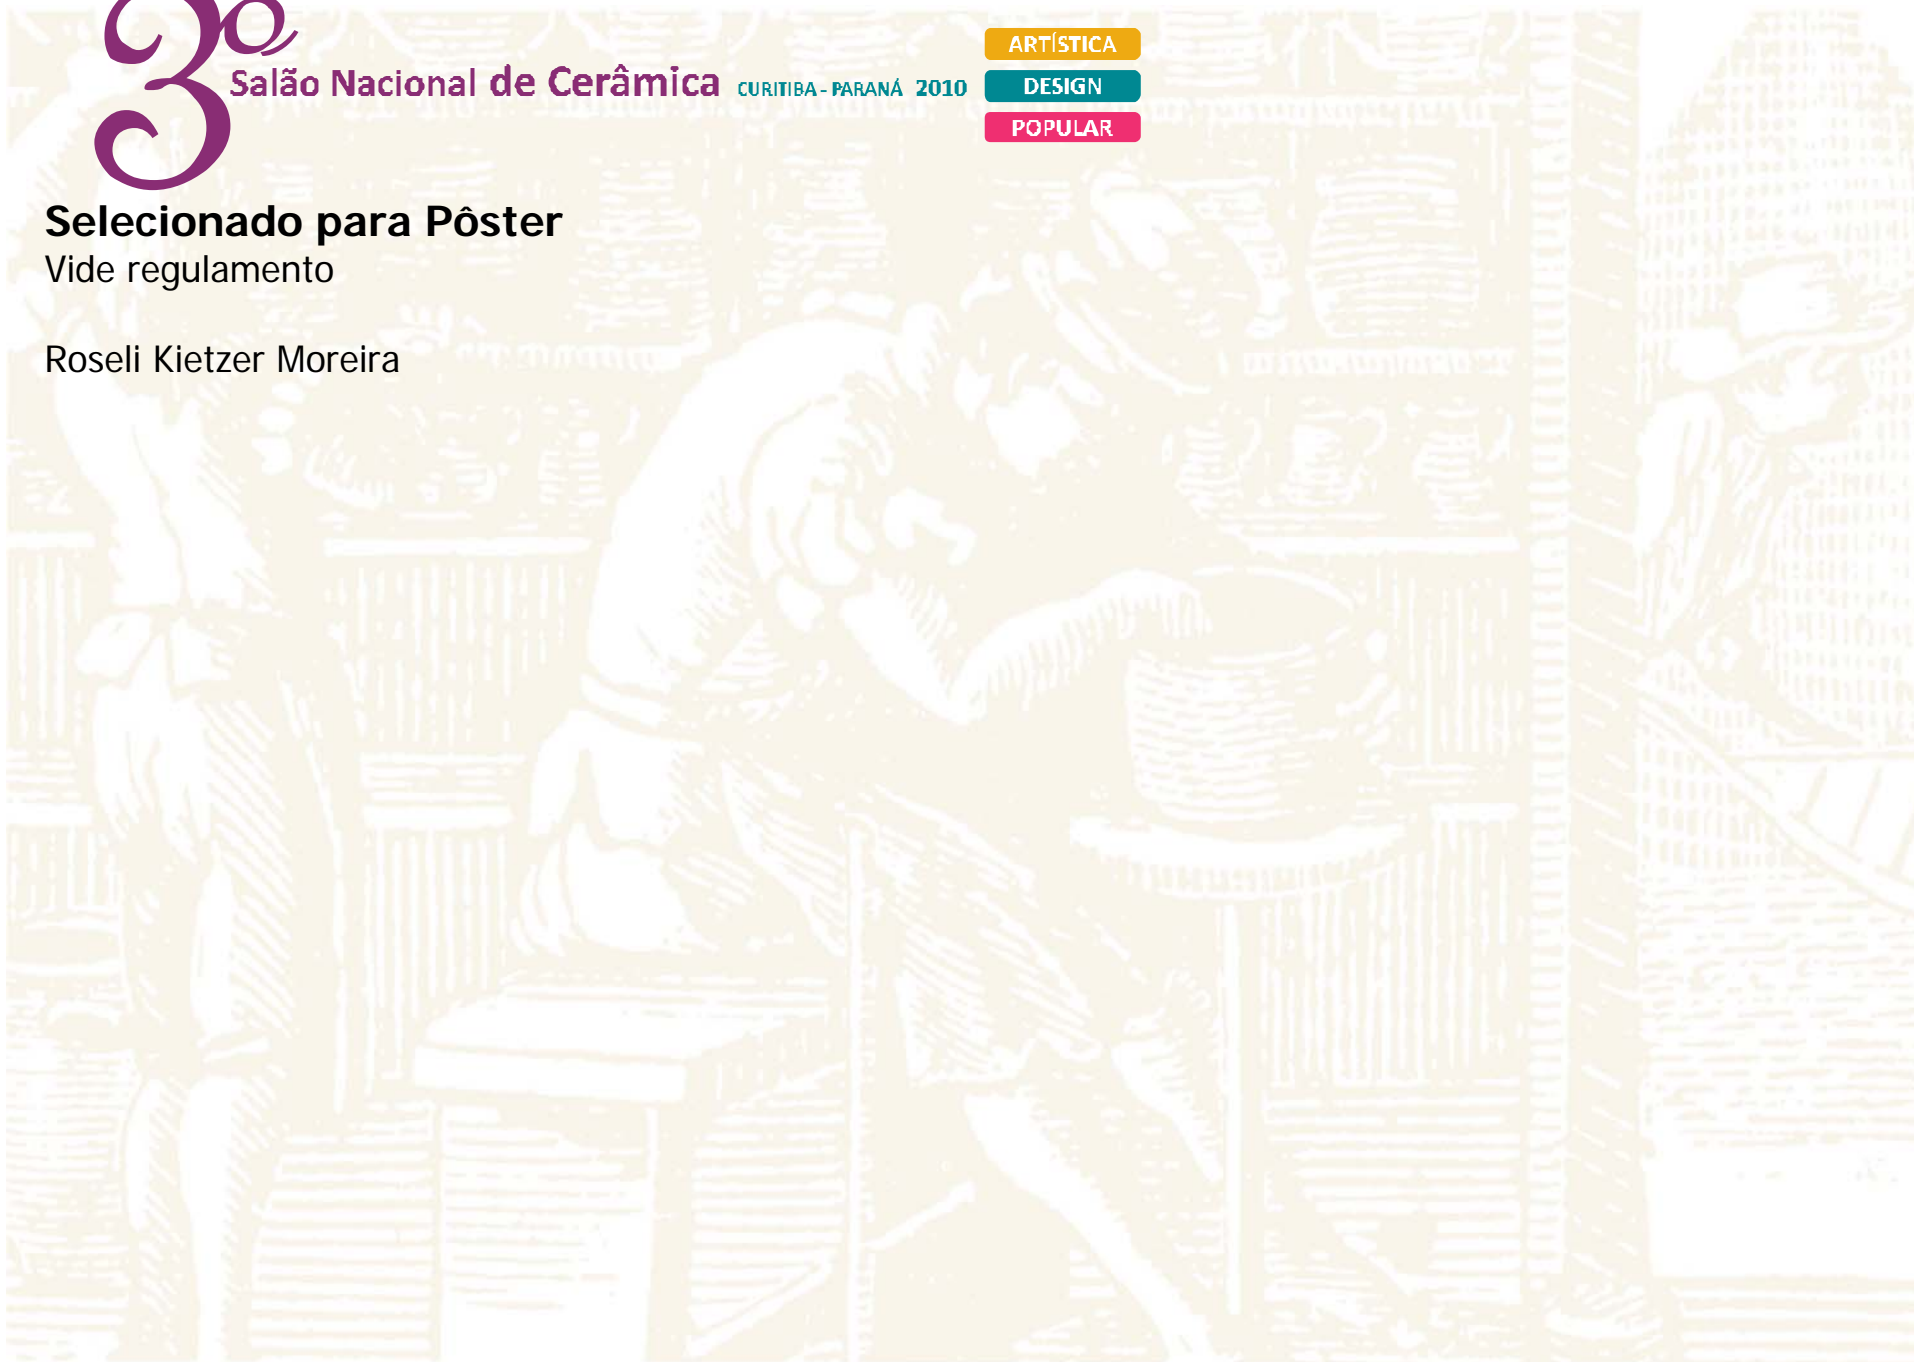 3º
Salão Nacional de Cerâmica CURITIBA - PARANÁ 2010
ARTÍSTICA
DESIGN
POPULAR
Selecionado para Pôster
Vide regulamento
Roseli Kietzer Moreira